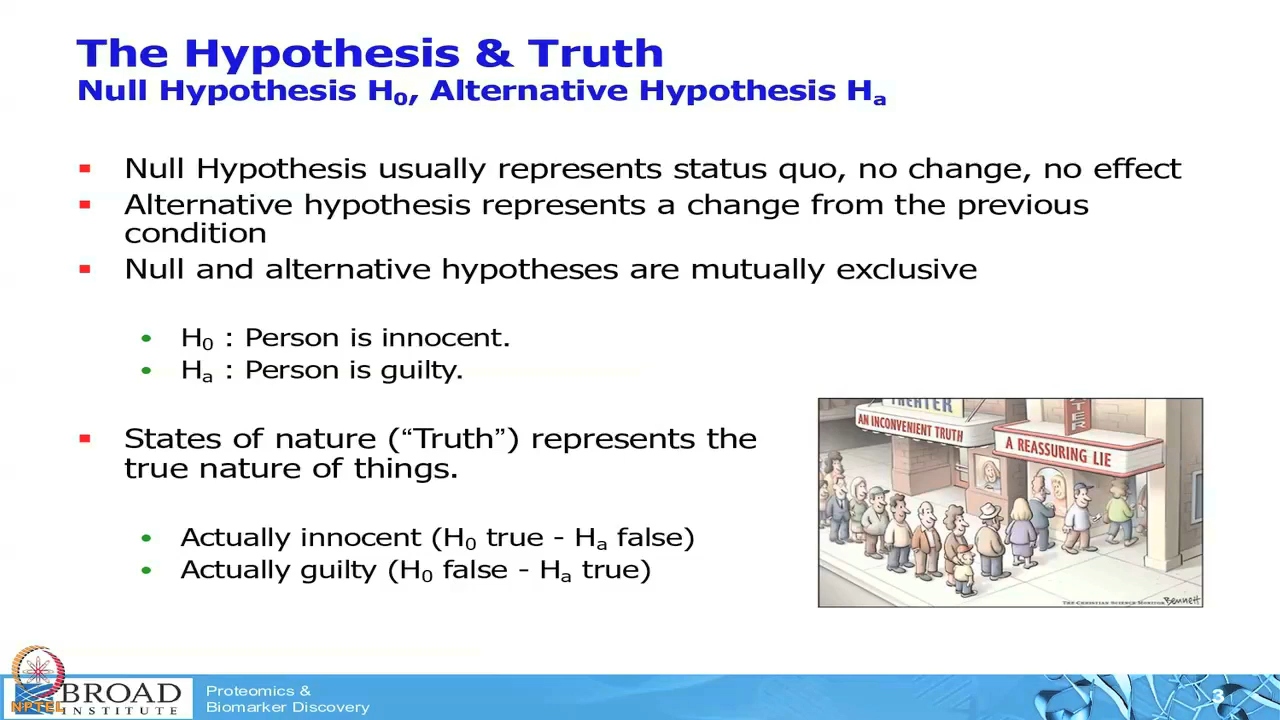 The Hypothesis & Truth
Null Hypothesis H₀, Alternative Hypothesis Hₐ
Null Hypothesis usually represents status quo, no change, no effect
Alternative hypothesis represents a change from the previous
condition
Null and alternative hypotheses are mutually exclusive
H₀ : Person is innocent.
Hₐ : Person is guilty.
States of nature (“Truth”) represents the
true nature of things.
Actually innocent (H₀ true - Hₐ false)
Actually guilty (H₀ false - Hₐ true)
THEATER
AN INCONVENIENT TRUTH
ATER
A REASSURING LIE
THE CHRISTIAN SCIENCE MONITOR Bennett
BROAD
INSTITUTE
NPTEL
Proteomics &
Biomarker Discovery
3